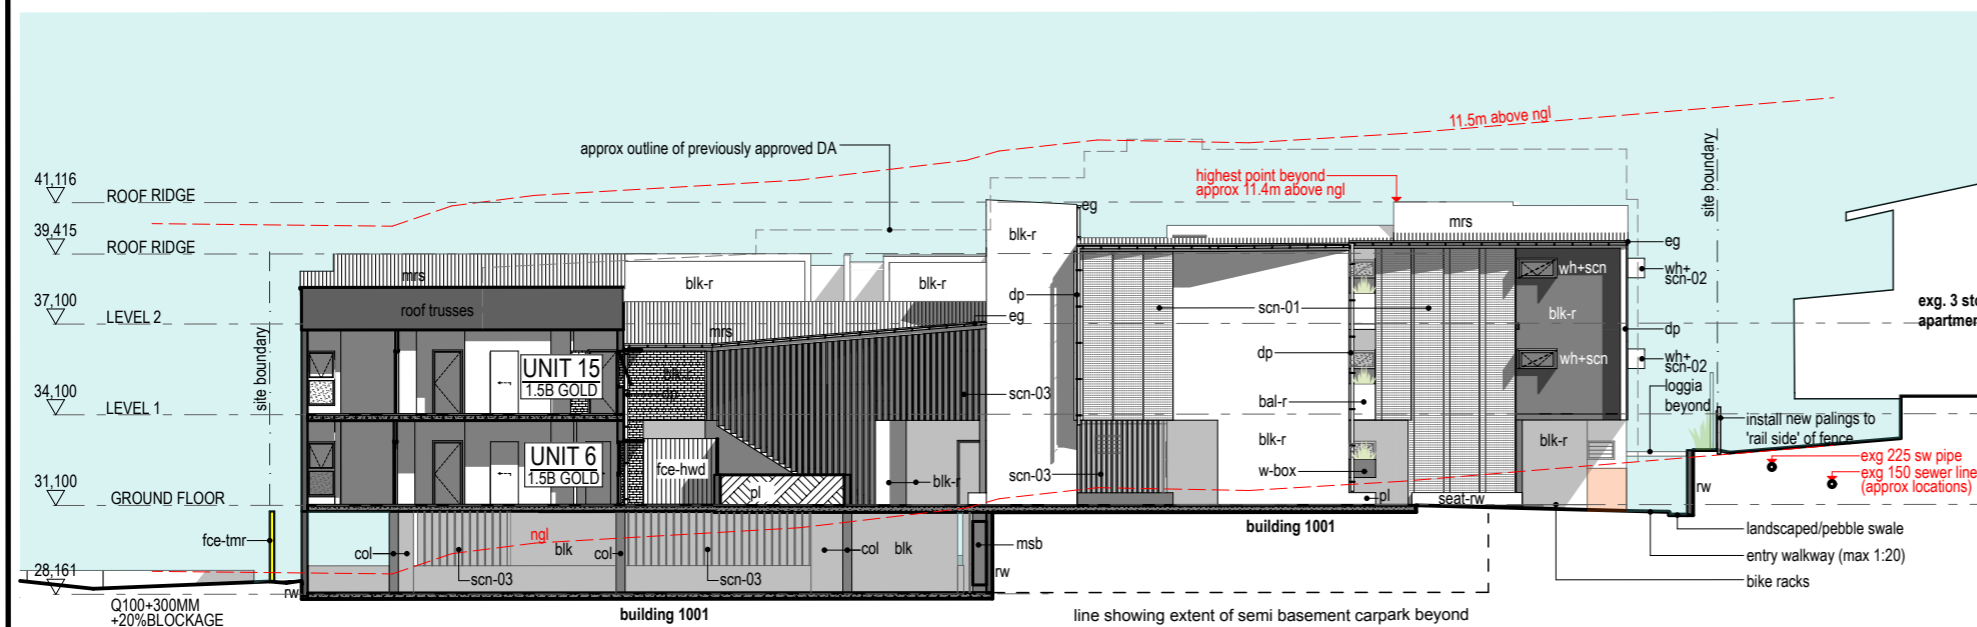 11.5m above ngl
approx outline of previously approved DA
site boundary
highest point beyond
approx 11.4m above ngl
41,116
ROOF RIDGE
eg
mrs
blk-r
39,415
ROOF RIDGE
eg
mrs
wh+scn
wh+
scn-02
blk-r
blk-r
dp
37,100
roof trusses
scn-01
exg. 3 sto
apartmen
LEVEL 2
eg
blk-r
mrs
dp
site boundary
dp
wh+scn
wh+
scn-02
UNIT 15
1.5B GOLD
34,100
scn-03
bal-r
loggia
beyond
LEVEL 1
install new palings to
'rail side' of fence
blk-r
blk-r
UNIT 6
1.5B GOLD
fce-hwd
scn-03
w-box
exg 225 sw pipe
exg 150 sewer line
(approx locations)
31,100
blk-r
pl
pl
seat-rw
rw
GROUND FLOOR
building 1001
landscaped/pebble swale
ngl
fce-tmr
col
blk
col
col
blk
msb
entry walkway (max 1:20)
28,161
scn-03
scn-03
rw
bike racks
rw
Q100+300MM
+20%BLOCKAGE
building 1001
line showing extent of semi basement carpark beyond